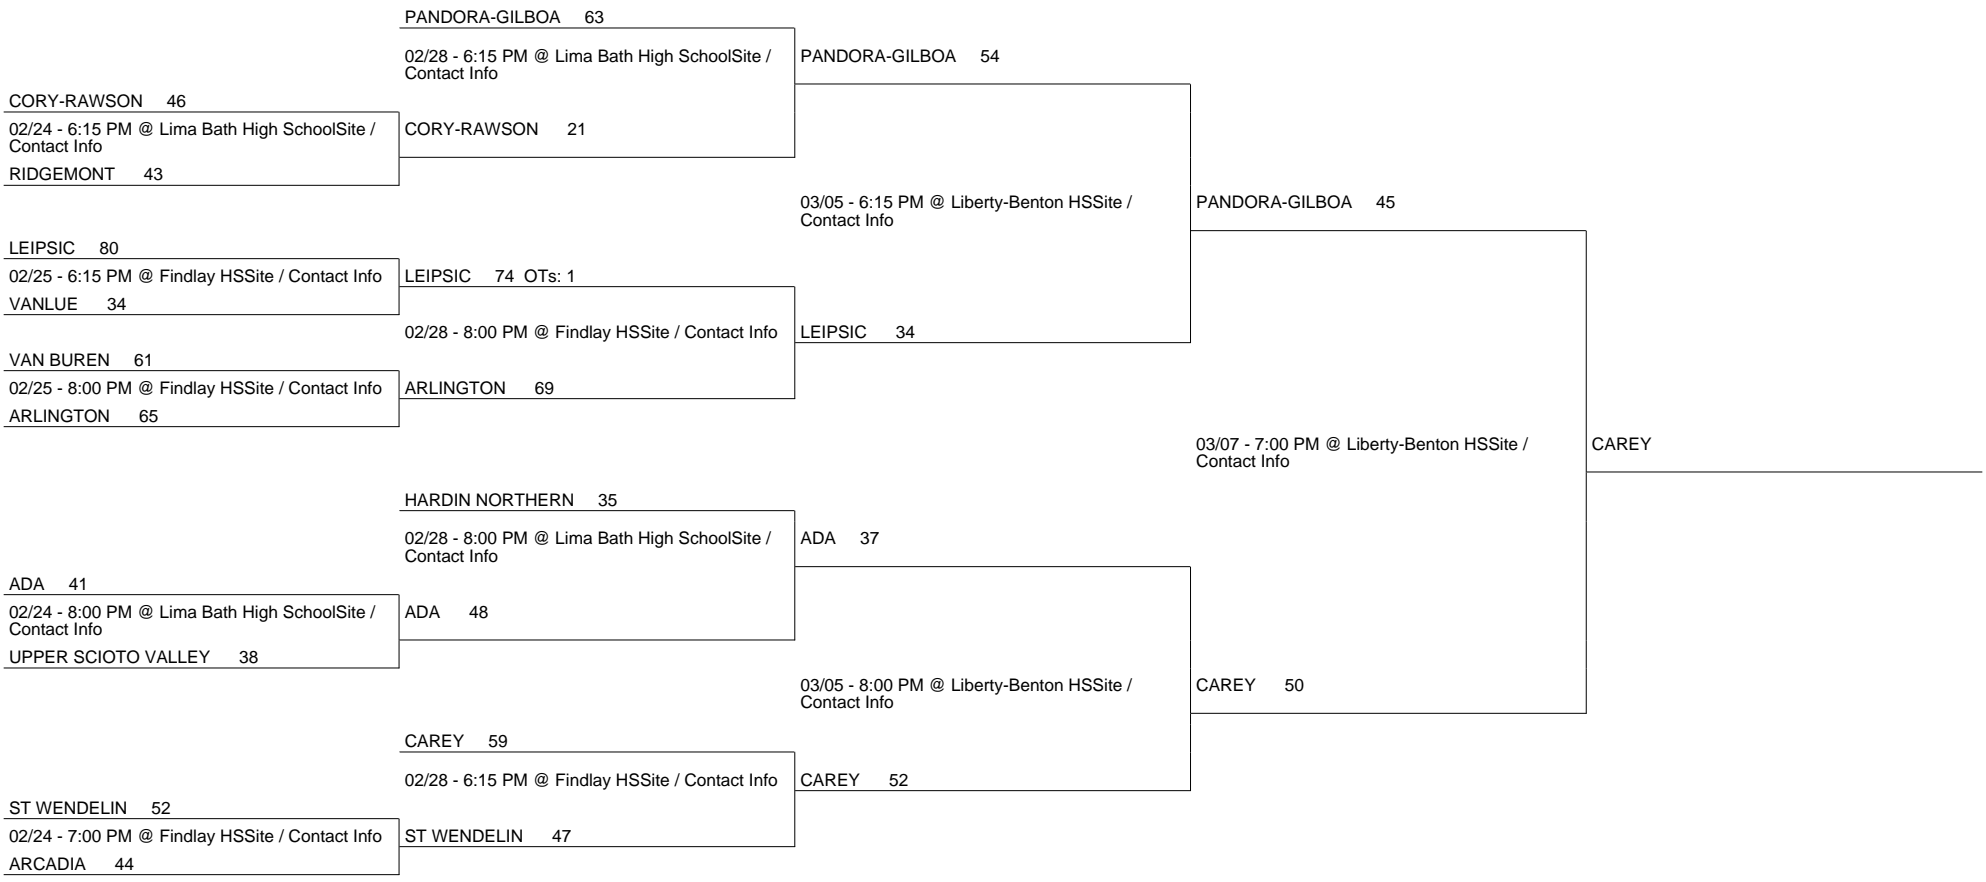 PANDORA-GILBOA 63
02/28 - 6:15 PM @ Lima Bath High SchoolSite /
Contact Info
PANDORA-GILBOA 54
CORY-RAWSON 46
02/24 - 6:15 PM @ Lima Bath High SchoolSite /
Contact Info
CORY-RAWSON 21
RIDGEMONT 43
03/05 - 6:15 PM @ Liberty-Benton HSSite /
Contact Info
PANDORA-GILBOA 45
LEIPSIC 80
02/25 - 6:15 PM @ Findlay HSSite / Contact Info
LEIPSIC 74 OTs: 1
VANLUE 34
02/28 - 8:00 PM @ Findlay HSSite / Contact Info
LEIPSIC 34
VAN BUREN 61
02/25 - 8:00 PM @ Findlay HSSite / Contact Info
ARLINGTON 69
ARLINGTON 65
03/07 - 7:00 PM @ Liberty-Benton HSSite /
Contact Info
CAREY
HARDIN NORTHERN 35
02/28 - 8:00 PM @ Lima Bath High SchoolSite /
Contact Info
ADA 37
ADA 41
02/24 - 8:00 PM @ Lima Bath High SchoolSite /
Contact Info
ADA 48
UPPER SCIOTO VALLEY 38
03/05 - 8:00 PM @ Liberty-Benton HSSite /
Contact Info
CAREY 50
CAREY 59
02/28 - 6:15 PM @ Findlay HSSite / Contact Info
CAREY 52
ST WENDELIN 52
02/24 - 7:00 PM @ Findlay HSSite / Contact Info
ST WENDELIN 47
ARCADIA 44